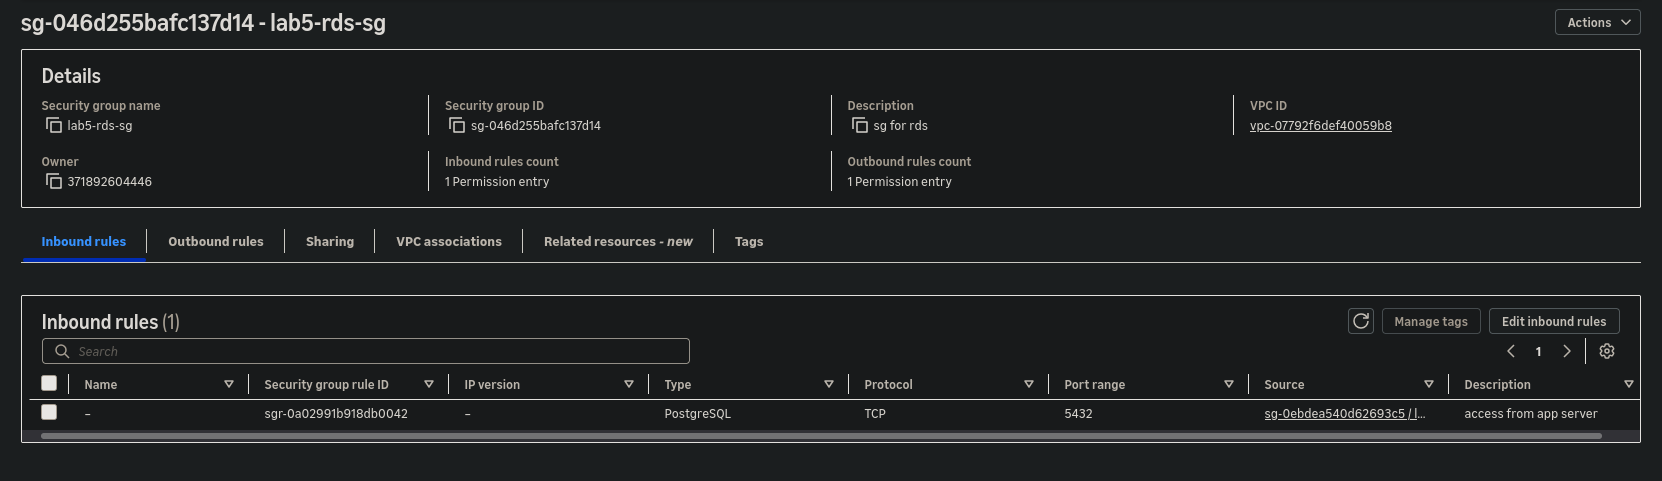 sg-046d255bafc137d14 - lab5-rds-sg
Actions
Details
Security group name
lab5-rds-sg
Security group ID
sg-046d255bafc137d14
Description
sg for rds
VPC ID
vpc-07792f6def40059b8
Owner
371892604446
Inbound rules count
1 Permission entry
Outbound rules count
1 Permission entry
Inbound rules Outbound rules Sharing VPC associations Related resources - new Tags
Inbound rules (1)
Manage tags Edit inbound rules
Search
1
Name Security group rule ID IP version Type Protocol Port range Source Description
– sgr-0a02991b918db0042 – PostgreSQL TCP 5432 sg-0ebdea540d62693c5 / l... access from app server